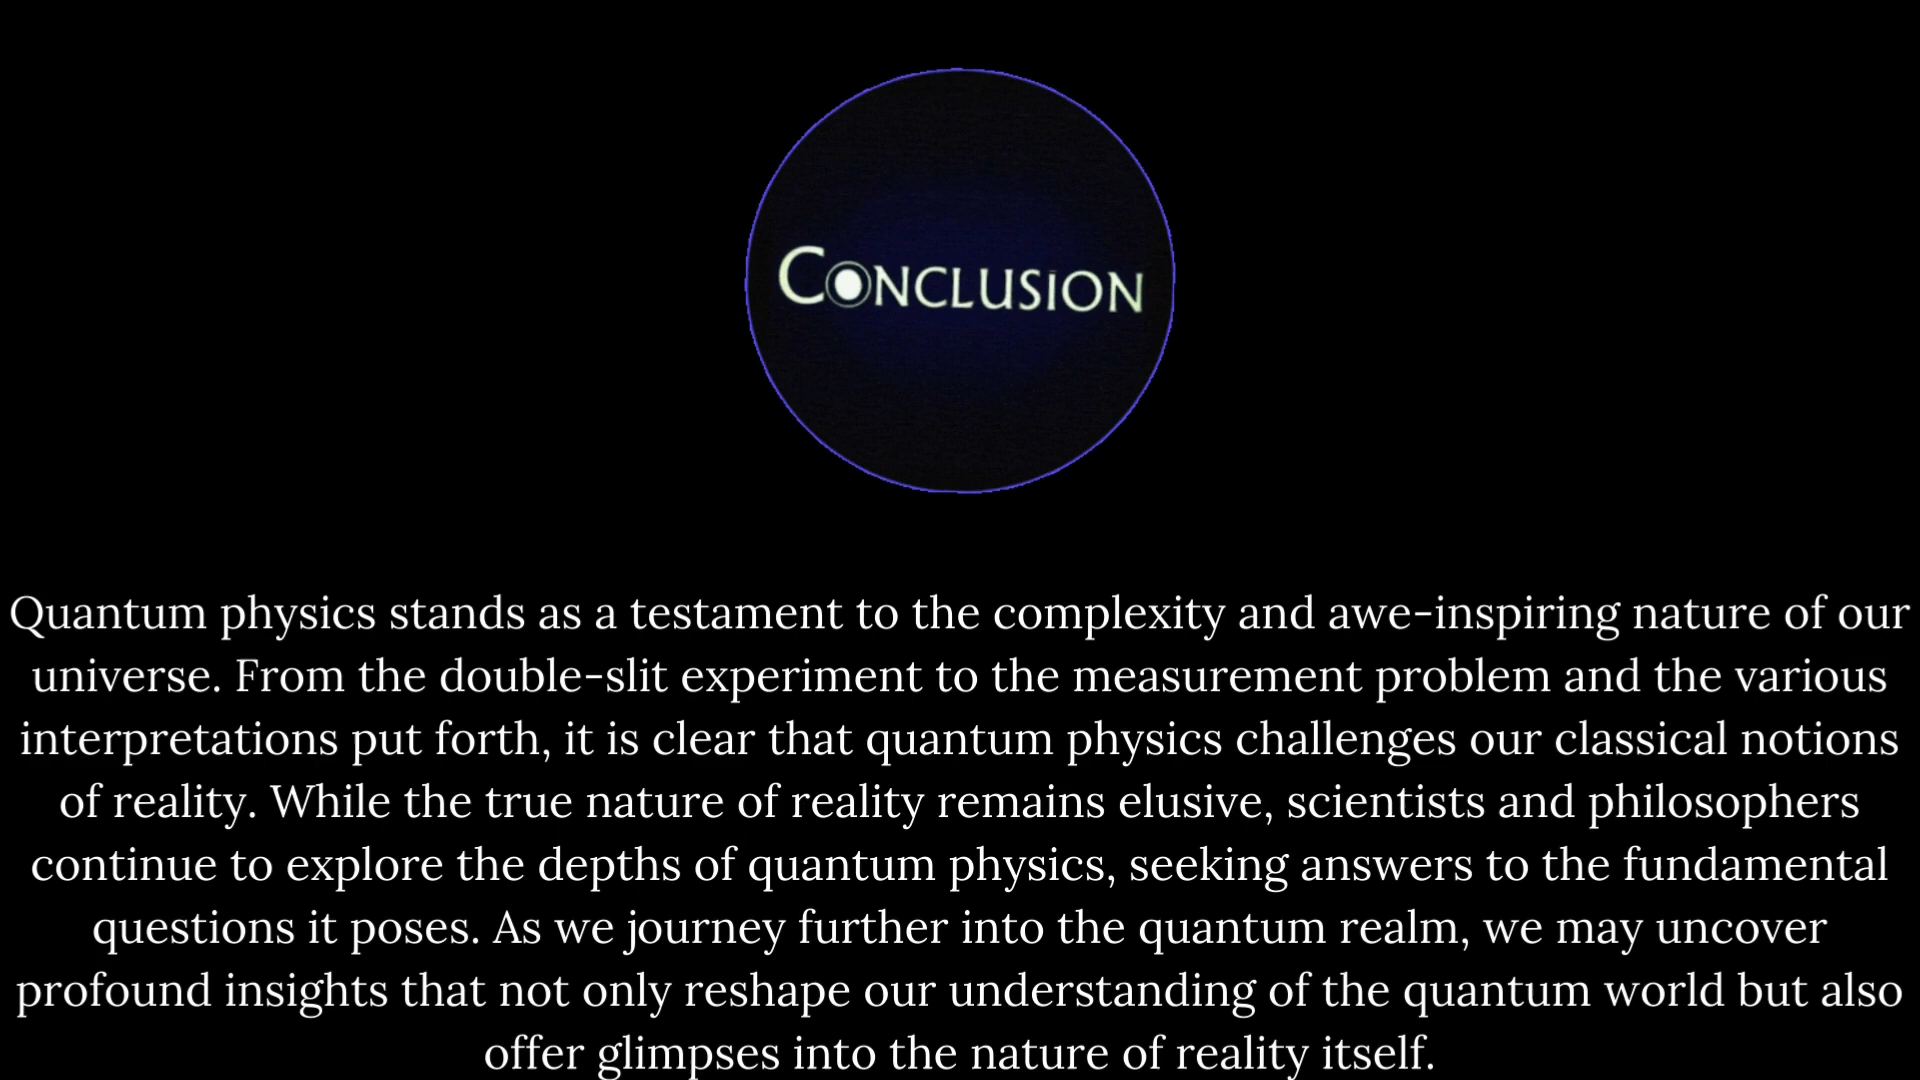 CONCLUSION
Quantum physics stands as a testament to the complexity and awe-inspiring nature of our
universe. From the double-slit experiment to the measurement problem and the various
interpretations put forth, it is clear that quantum physics challenges our classical notions
of reality. While the true nature of reality remains elusive, scientists and philosophers
continue to explore the depths of quantum physics, seeking answers to the fundamental
questions it poses. As we journey further into the quantum realm, we may uncover
profound insights that not only reshape our understanding of the quantum world but also
offer glimpses into the nature of reality itself.